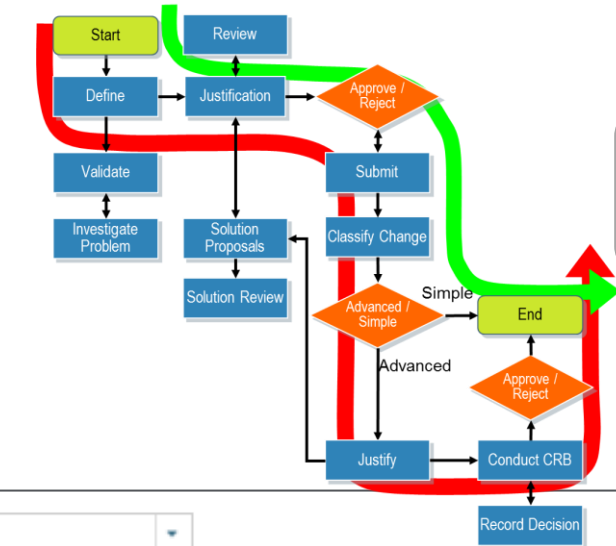 Start
Review
Define
Justification
Approve /
Reject
Validate
Submit
Investigate
Problem
Solution
Proposals
Classify Change
Solution Review
Advanced /
Simple
Simple
End
Advanced
Approve /
Reject
Justify
Conduct CRB
Record Decision